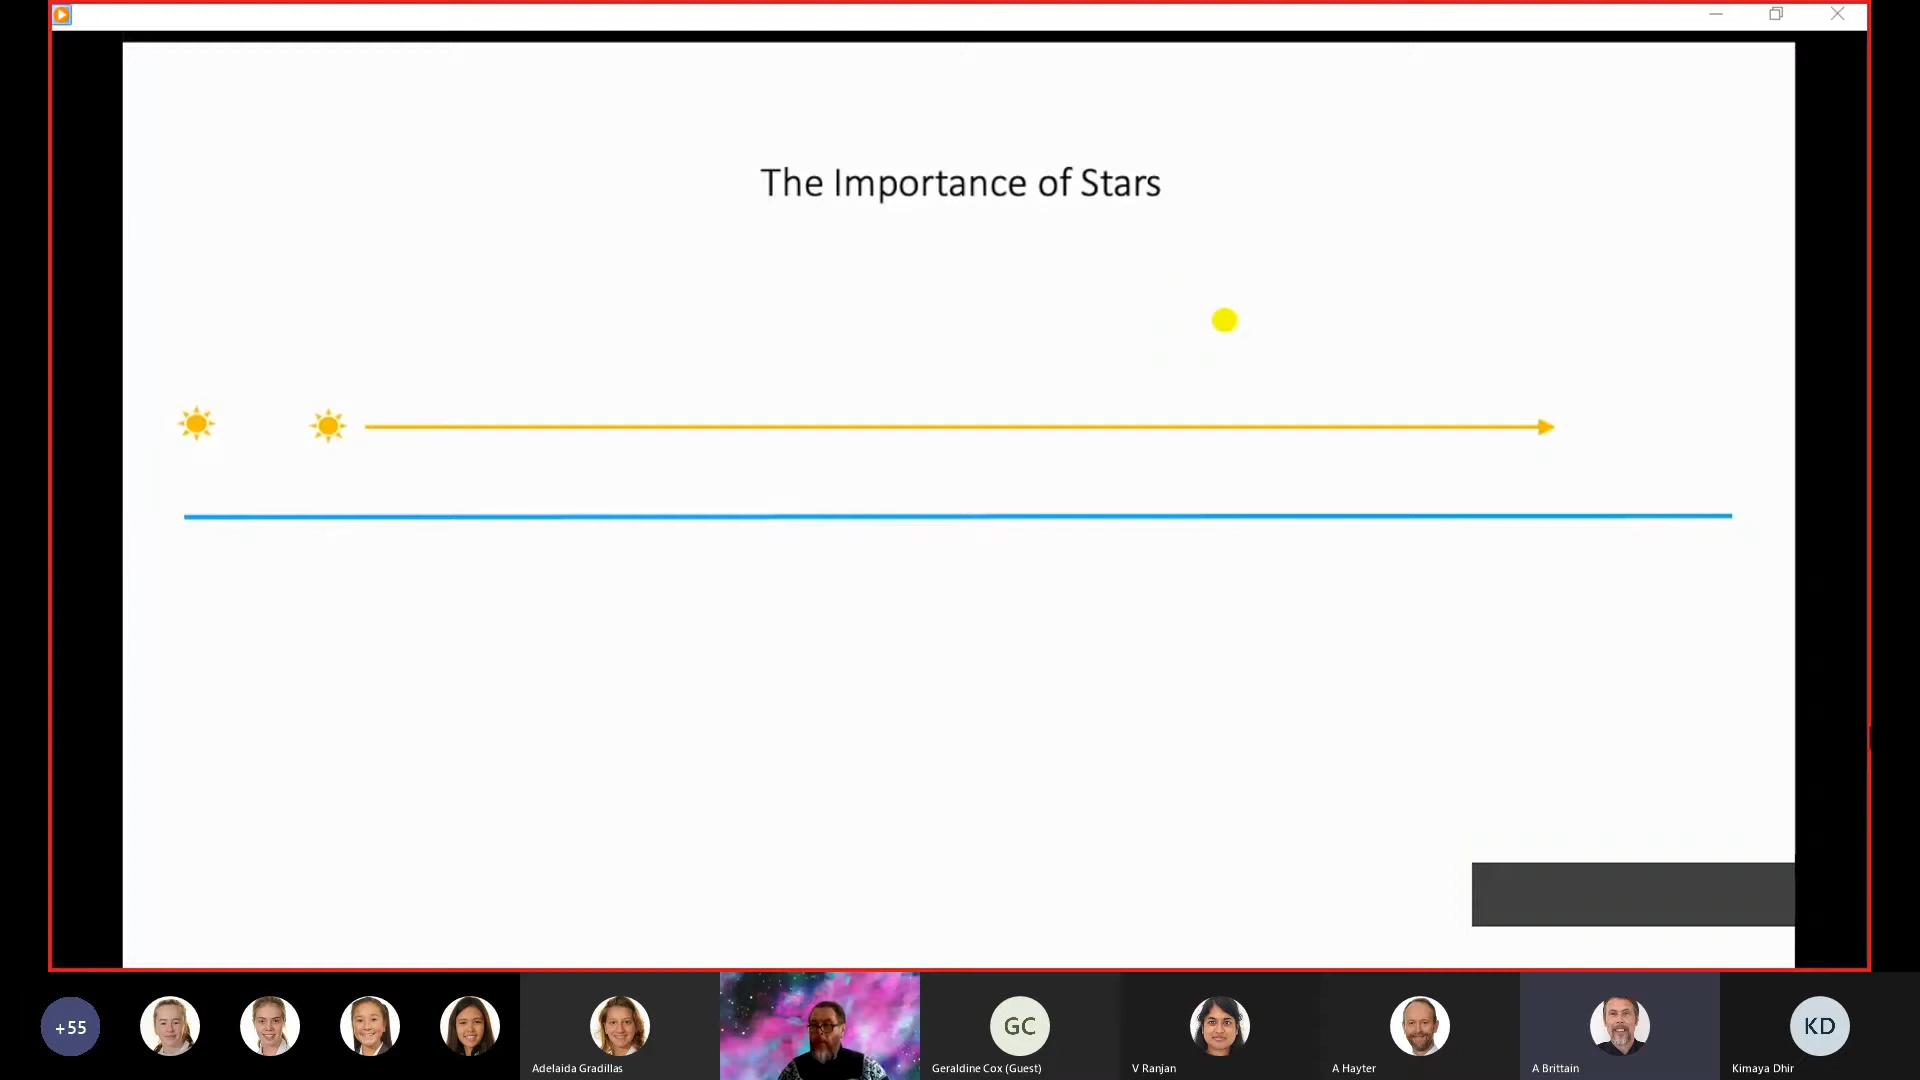 The Importance of Stars
+55
Adelaida Gradillas
GC
Geraldine Cox (Guest)
V Ranjan
A Hayter
A Brittain
KD
Kimaya Dhir